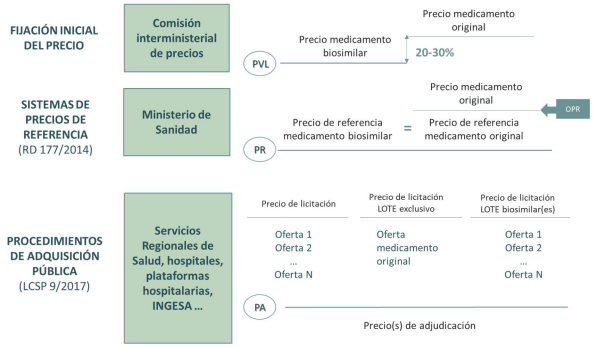 FIJACIÓN INICIAL
DEL PRECIO
Comisión
interministerial
de precios
PVL
Precio medicamento
biosimilar
Precio medicamento
original
20-30%
SISTEMAS DE
PRECIOS DE
REFERENCIA
(RD 177/2014)
Ministerio de
Sanidad
PR
Precio de referencia
medicamento biosimilar
=
Precio medicamento
original
Precio de referencia
medicamento original
OPR
PROCEDIMIENTOS
DE ADQUISICIÓN
PÚBLICA
(LCSP 9/2017)
Servicios
Regionales de
Salud, hospitales,
plataformas
hospitalarias,
INGESA ...
Precio de licitación
Oferta 1
Oferta 2
...
Oferta N
Precio de licitación
LOTE exclusivo
Oferta
medicamento
original
Precio de licitación
LOTE biosimilar(es)
Oferta 1
Oferta 2
...
Oferta N
PA
Precio(s) de adjudicación